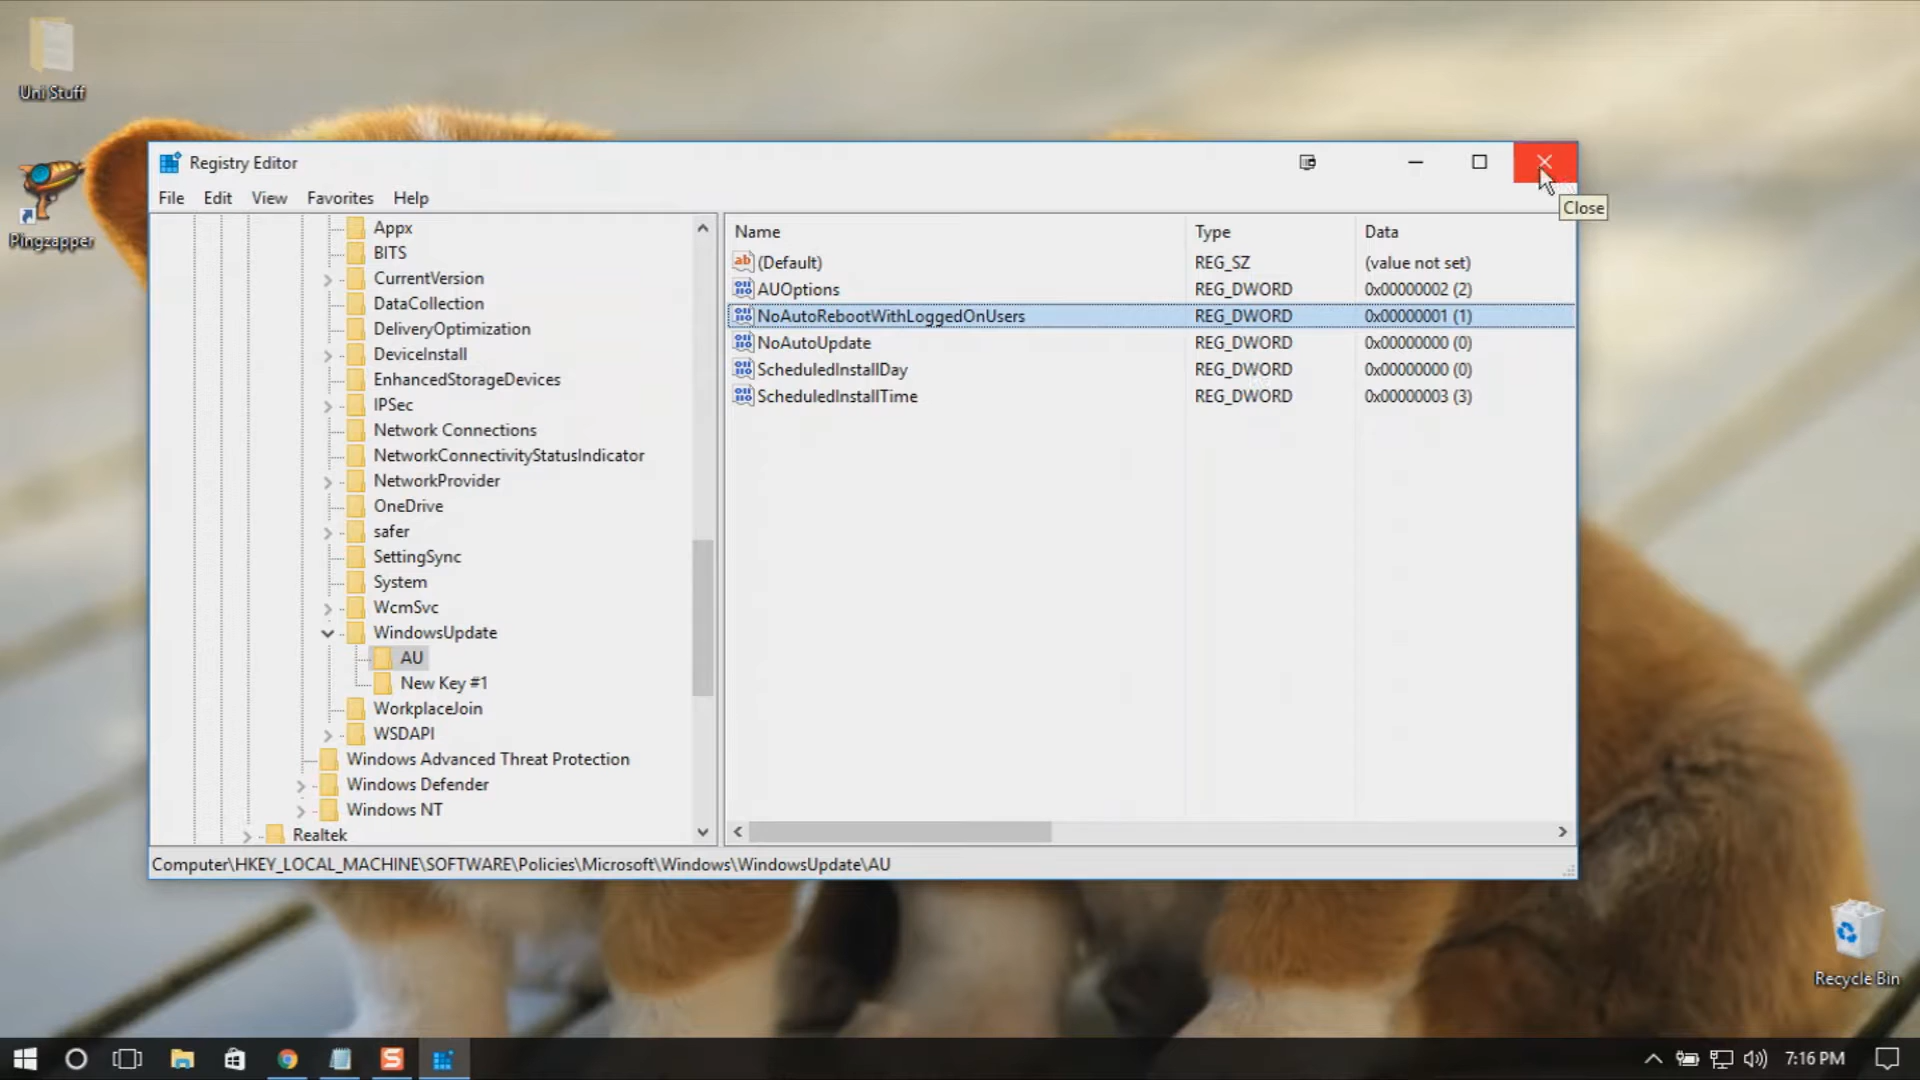 Uni Stuff
Pingzapper
Registry Editor
Close
File Edit View Favorites Help
Appx
BITS
CurrentVersion
DataCollection
DeliveryOptimization
DeviceInstall
EnhancedStorageDevices
IPSec
Network Connections
NetworkConnectivityStatusIndicator
NetworkProvider
OneDrive
safer
SettingSync
System
WcmSvc
WindowsUpdate
AU
New Key #1
WorkplaceJoin
WSDAPI
Windows Advanced Threat Protection
Windows Defender
Windows NT
Realtek
Name Type Data
(Default) REG_SZ (value not set)
AUOptions REG_DWORD 0x00000002 (2)
NoAutoRebootWithLoggedOnUsers REG_DWORD 0x00000001 (1)
NoAutoUpdate REG_DWORD 0x00000000 (0)
ScheduledInstallDay REG_DWORD 0x00000000 (0)
ScheduledInstallTime REG_DWORD 0x00000003 (3)
Computer\HKEY_LOCAL_MACHINE\SOFTWARE\Policies\Microsoft\Windows\WindowsUpdate\AU
Recycle Bin
7:16 PM